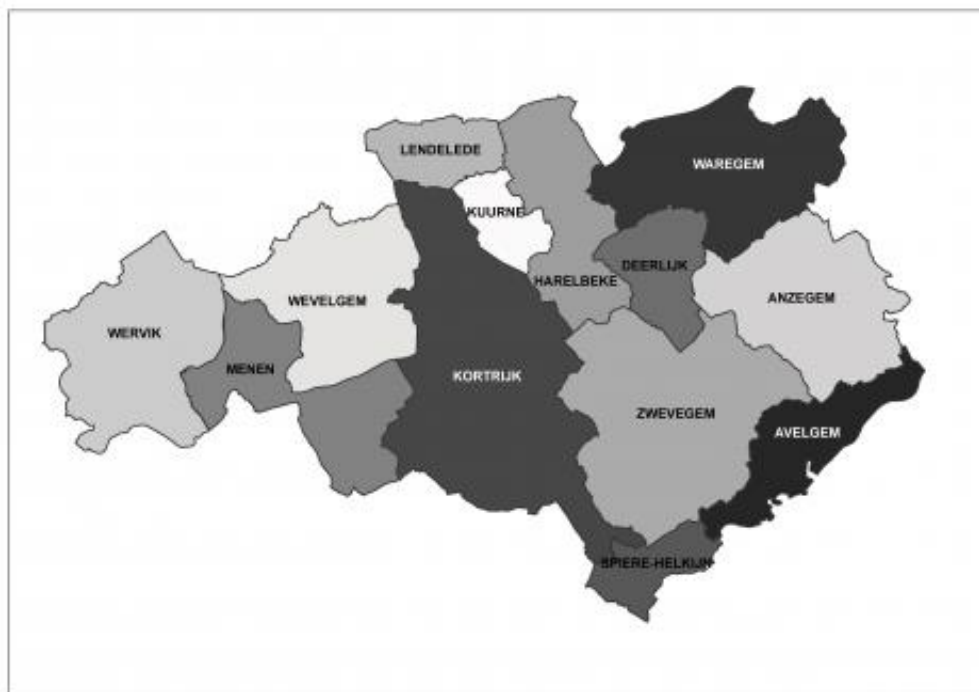 LENDELEDE
WAREGEM
KUURNE
DEERLIJK
HARELBEKE
WEVELGEM
ANZEGEM
WERVIK
MENEN
KORTRIJK
ZWEVEGEM
AVELGEM
SPIERE-HELKIJN